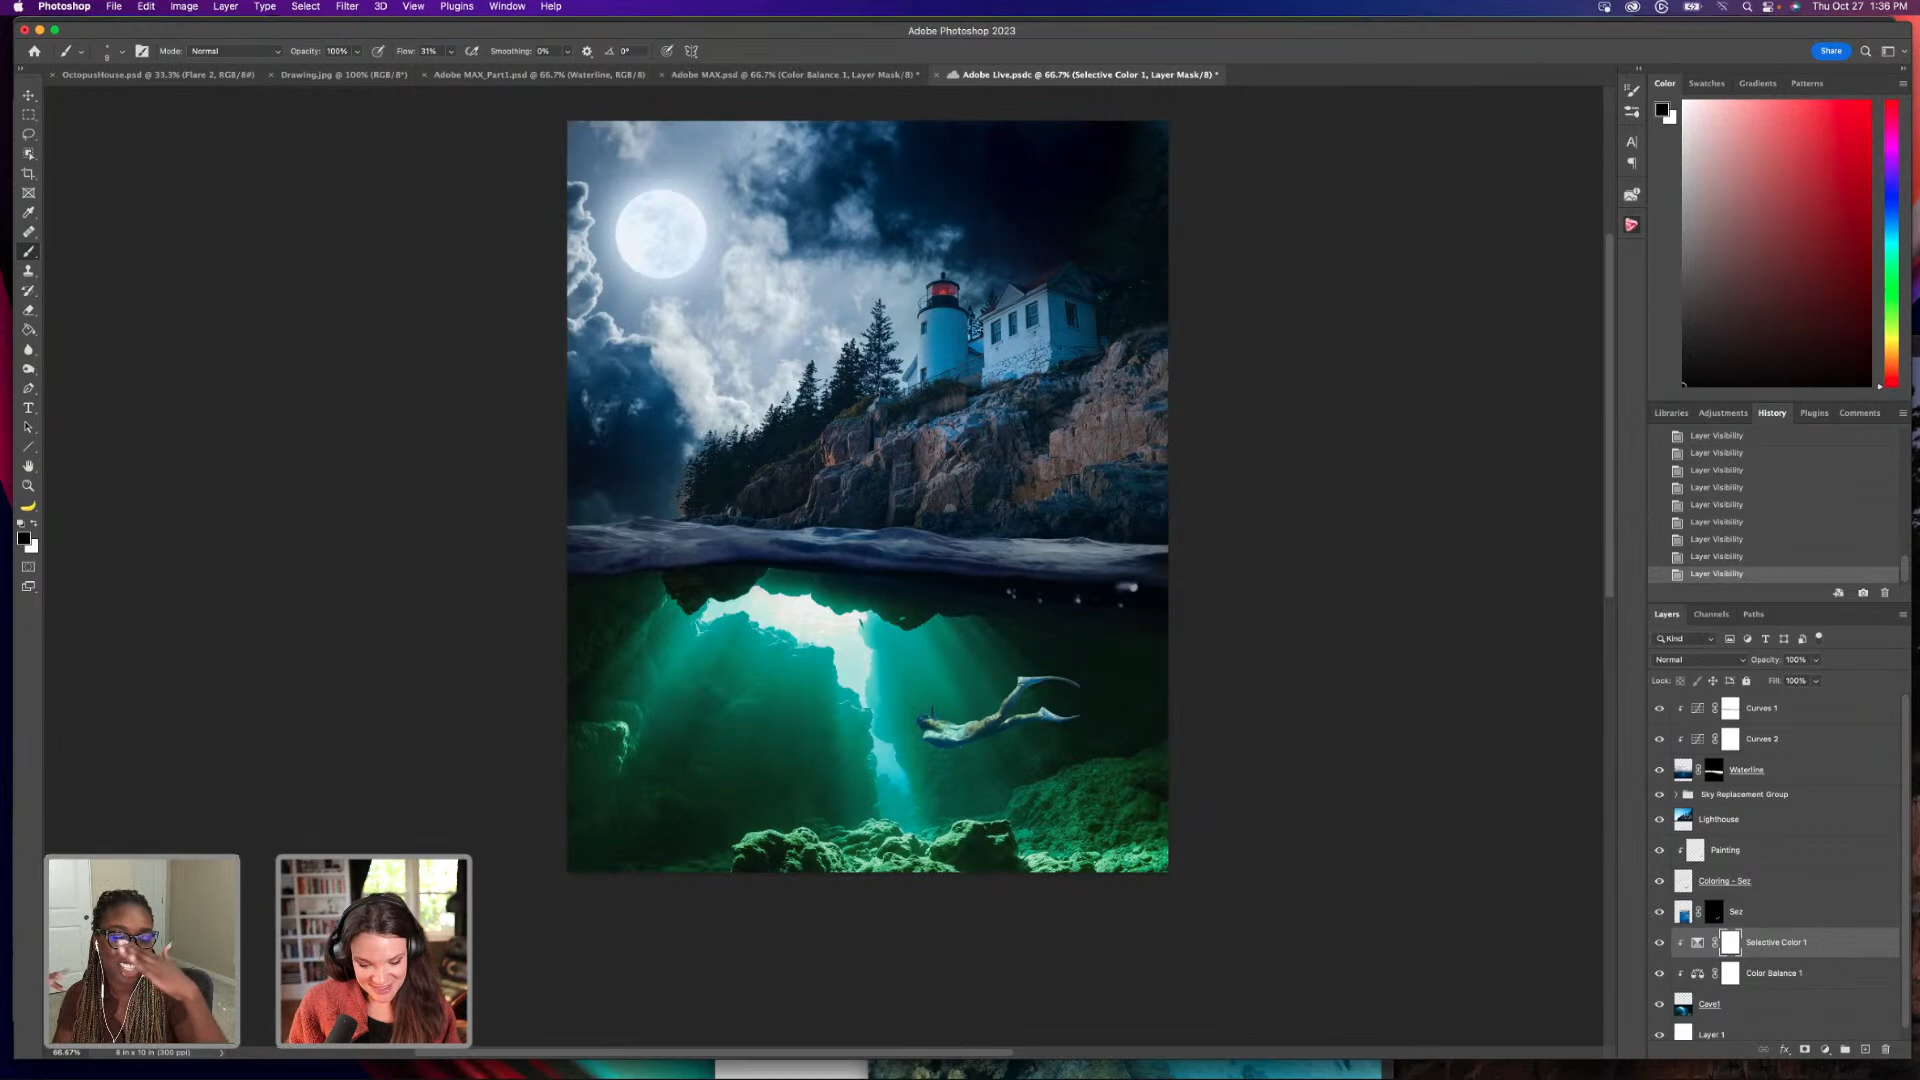 Photoshop File Edit Image Layer Type Select Filter 3D View Plugins Window Help Thu Oct 27 1:36 PM
Adobe Photoshop 2023
9 Mode: Normal Opacity: 100% Flow: 31% Smoothing: 0% 0° Share
OctopusHouse.psd @ 33.3% (Flare 2, RGB/8#) Drawing.jpg @ 100% (RGB/8*) Adobe MAX_Part1.psd @ 66.7% (Waterline, RGB/8) Adobe MAX.psd @ 66.7% (Color Balance 1, Layer Mask/8) * Adobe Live.psdc @ 66.7% (Selective Color 1, Layer Mask/8) *
Color Swatches Gradients Patterns
Libraries Adjustments History Plugins Comments
Layer Visibility
Layer Visibility
Layer Visibility
Layer Visibility
Layer Visibility
Layer Visibility
Layer Visibility
Layer Visibility
Layer Visibility
Layers Channels Paths
Kind
Normal Opacity: 100%
Lock: Fill: 100%
Curves 1
Curves 2
Waterline
Sky Replacement Group
Lighthouse
Painting
Coloring - Sez
Sez
Selective Color 1
Color Balance 1
Cave1
Layer 1
66.67% 8 in x 10 in (300 ppi)